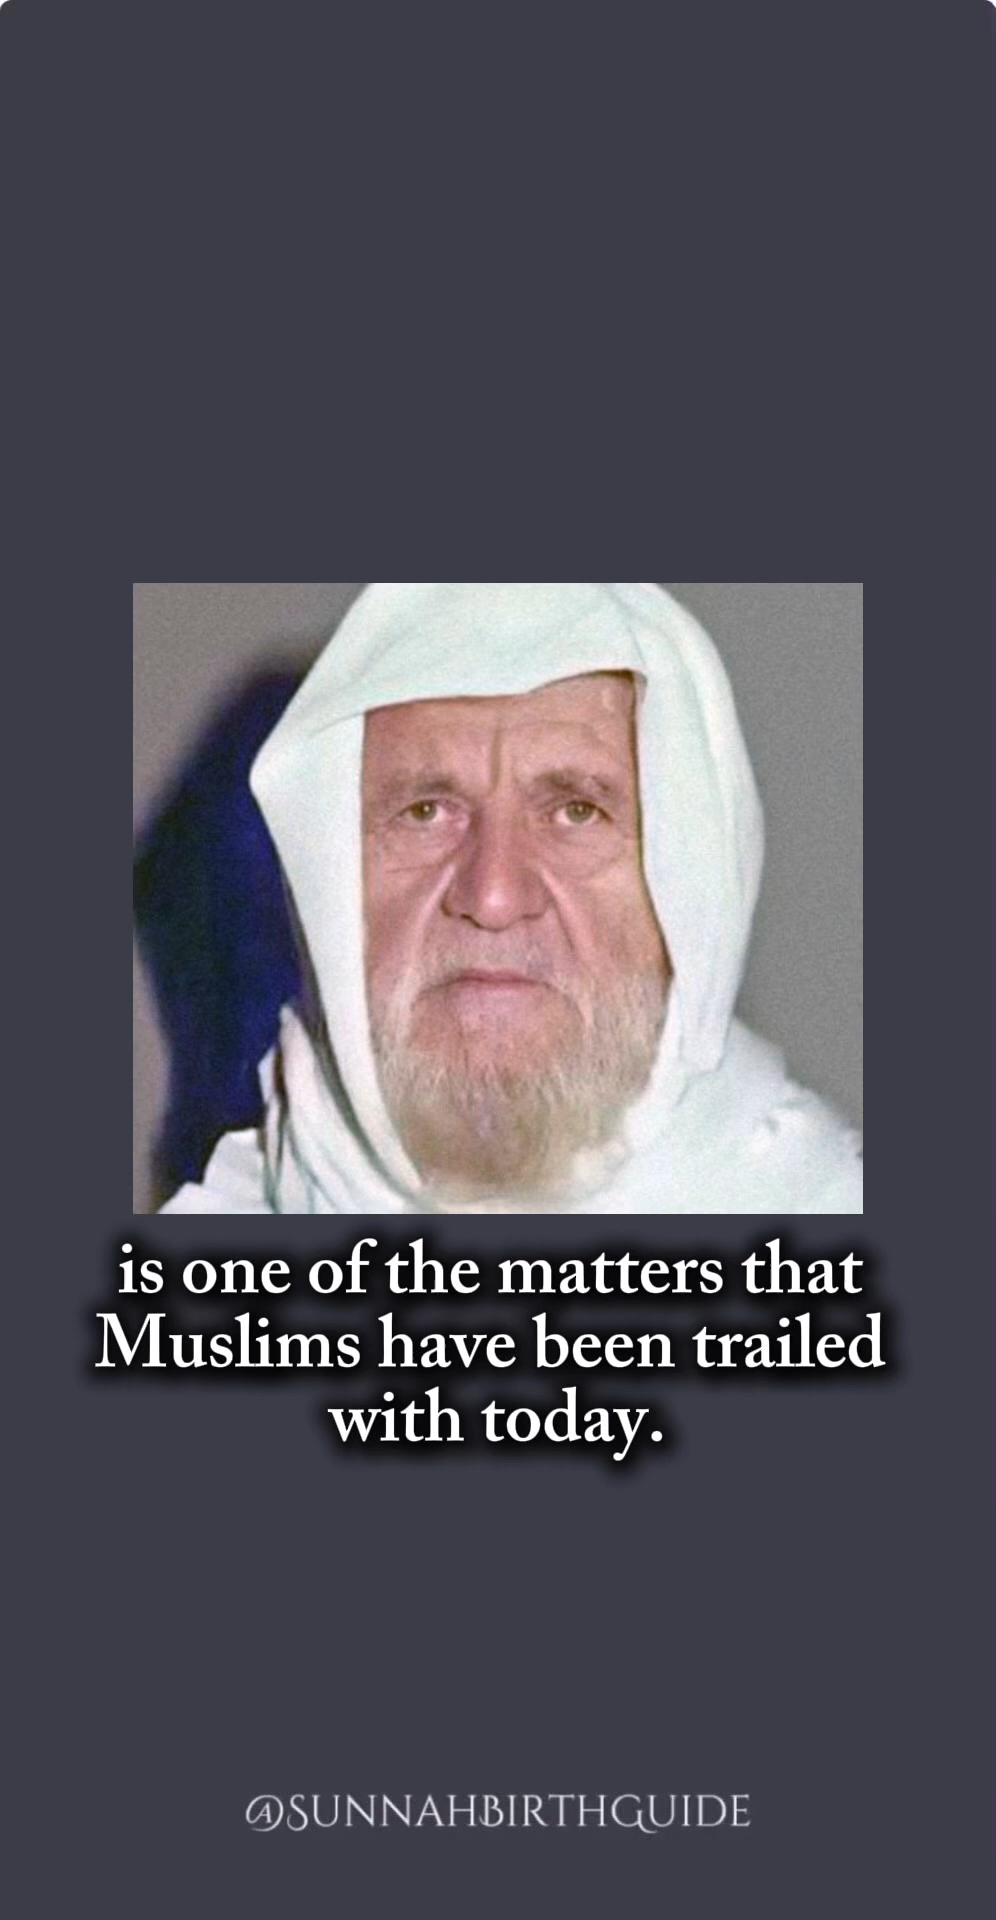 is one of the matters that
Muslims have been trailed
with today.
@SUNNAHBIRTHGUIDE